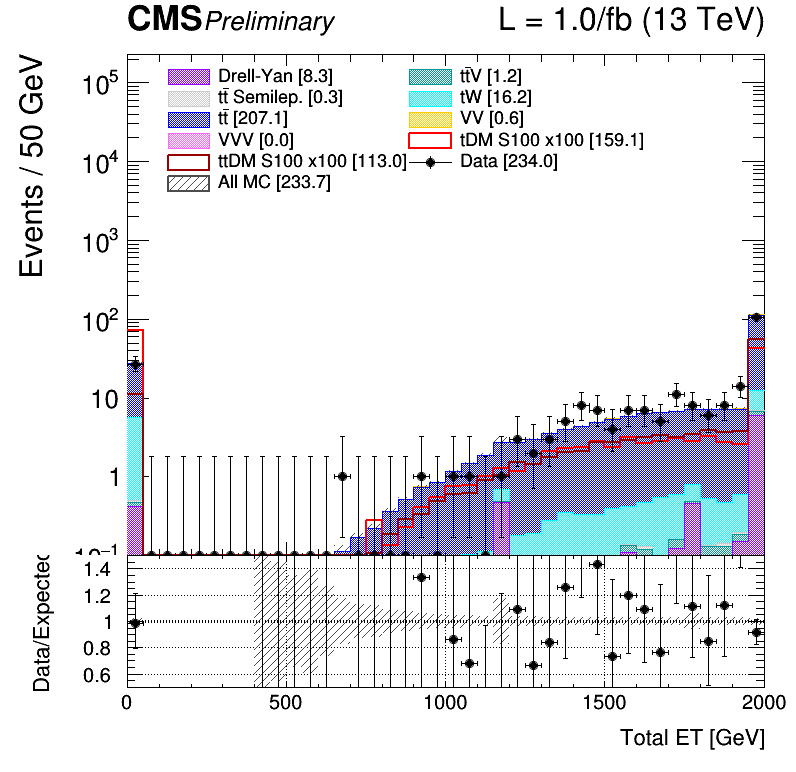 CMS Preliminary L = 1.0/fb (13 TeV)
Events / 50 GeV
10⁵
10⁴
10³
10²
10
1
10⁻¹
Drell-Yan [8.3]
tt̄V [1.2]
tt̄ Semilep. [0.3]
tW [16.2]
tt̄ [207.1]
VV [0.6]
VVV [0.0]
tDM S100 x100 [159.1]
ttDM S100 x100 [113.0]
Data [234.0]
All MC [233.7]
Data/Expected
1.4
1.2
1
0.8
0.6
0 500 1000 1500 2000
Total ET [GeV]